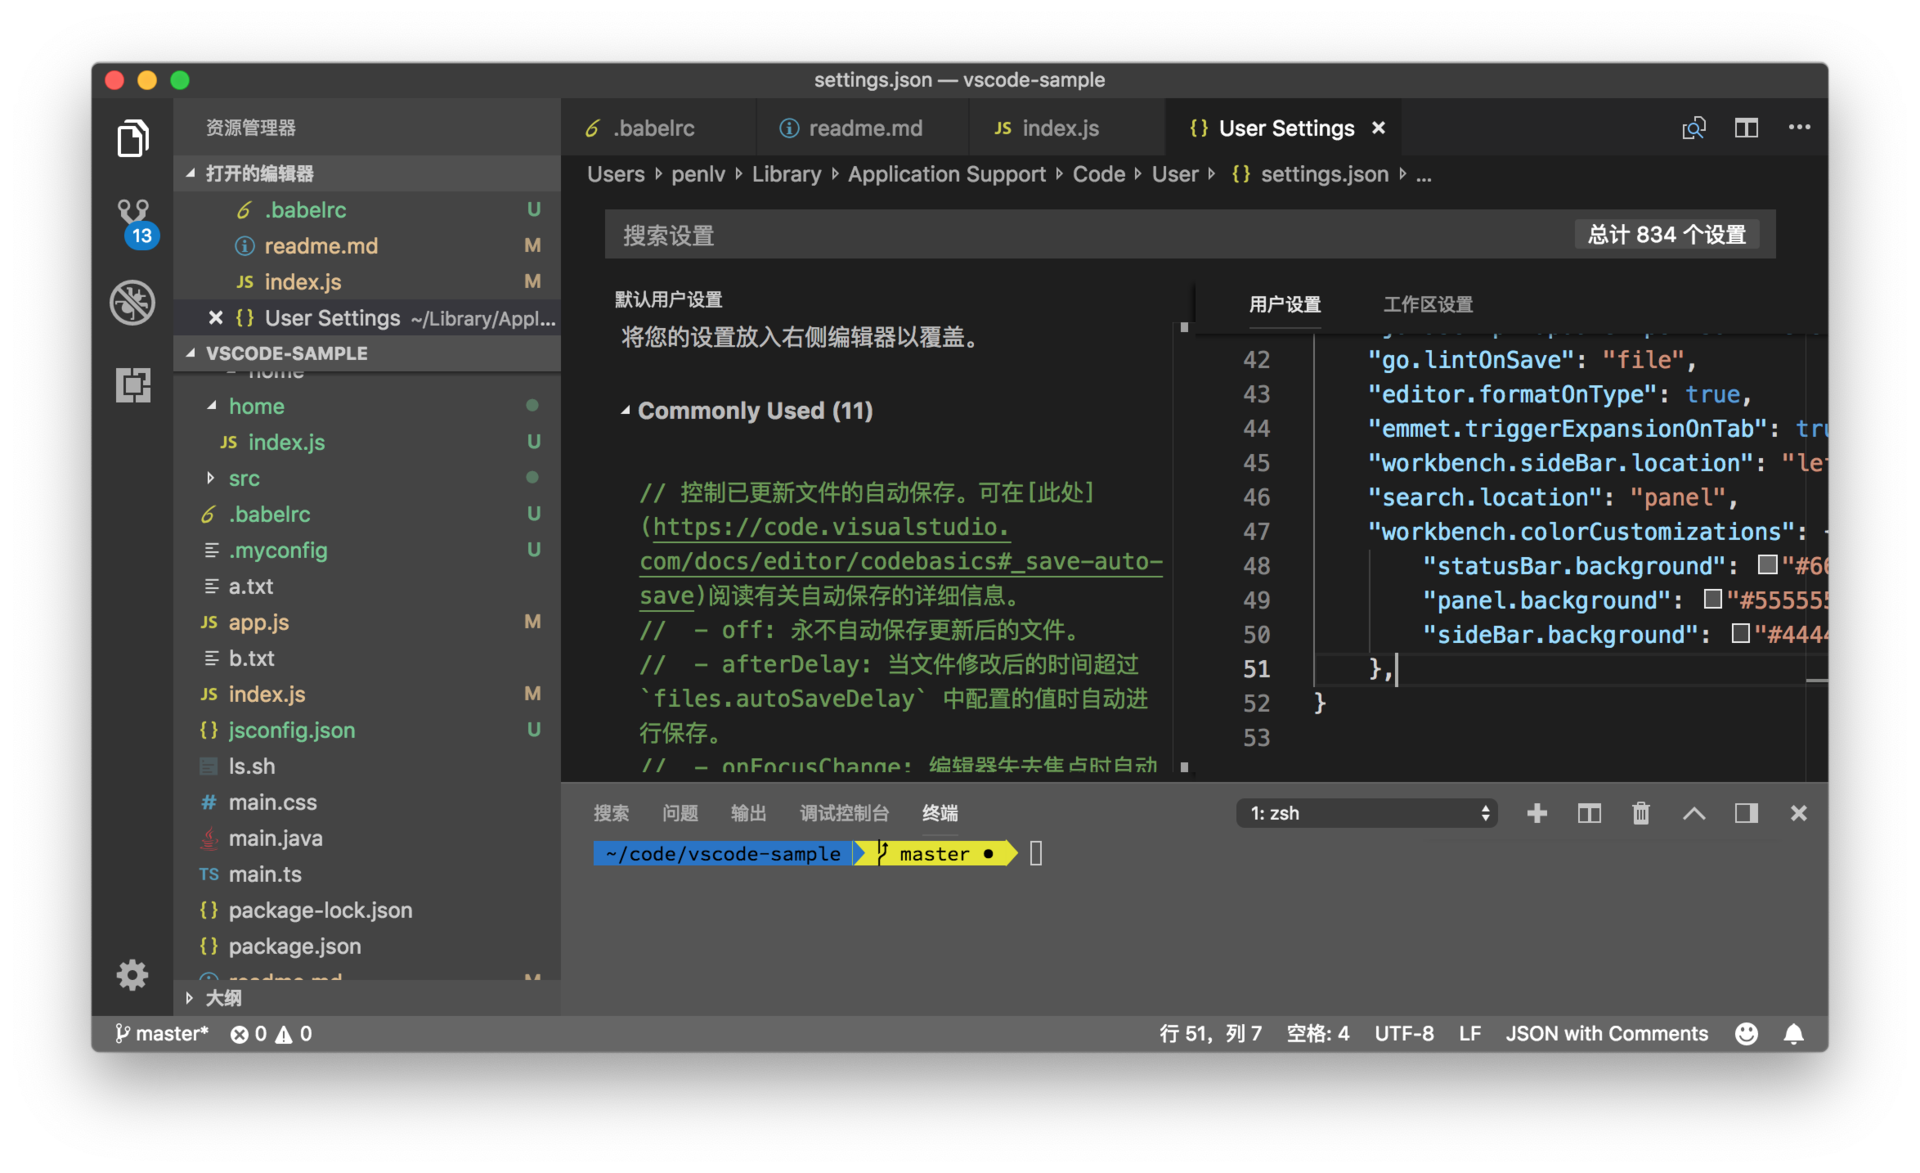 settings.json — vscode-sample
资源管理器
打开的编辑器
.babelrc U
readme.md M
JS index.js M
{} User Settings ~/Library/Appl...
VSCODE-SAMPLE
home
home
JS index.js U
src
.babelrc U
.myconfig U
a.txt
JS app.js M
b.txt
JS index.js M
{} jsconfig.json U
ls.sh
# main.css
main.java
TS main.ts
{} package-lock.json
{} package.json
readme.md M
大纲
13
.babelrc
readme.md
JS index.js
{} User Settings
Users Library penlv Application Support Code User {} settings.json ...
搜索设置
总计 834 个设置
默认用户设置
将您的设置放入右侧编辑器以覆盖。
Commonly Used (11)
// 控制已更新文件的自动保存。可在[此处]
(https://code.visualstudio.
com/docs/editor/codebasics#_save-auto-
save)阅读有关自动保存的详细信息。
//  - off: 永不自动保存更新后的文件。
//  - afterDelay: 当文件修改后的时间超过
`files.autoSaveDelay` 中配置的值时自动进
行保存。
//  - onFocusChange: 编辑器失去焦点时自动
用户设置 工作区设置
42 "go.lintOnSave": "file",
43 "editor.formatOnType": true,
44 "emmet.triggerExpansionOnTab": tru
45 "workbench.sideBar.location": "le
46 "search.location": "panel",
47 "workbench.colorCustomizations": {
48 "statusBar.background": "#66
49 "panel.background": "#555555
50 "sideBar.background": "#4444
51 },
52 }
53
搜索 问题 输出 调试控制台 终端
1: zsh
~/code/vscode-sample master ●
master* 0 0
行 51，列 7 空格: 4 UTF-8 LF JSON with Comments